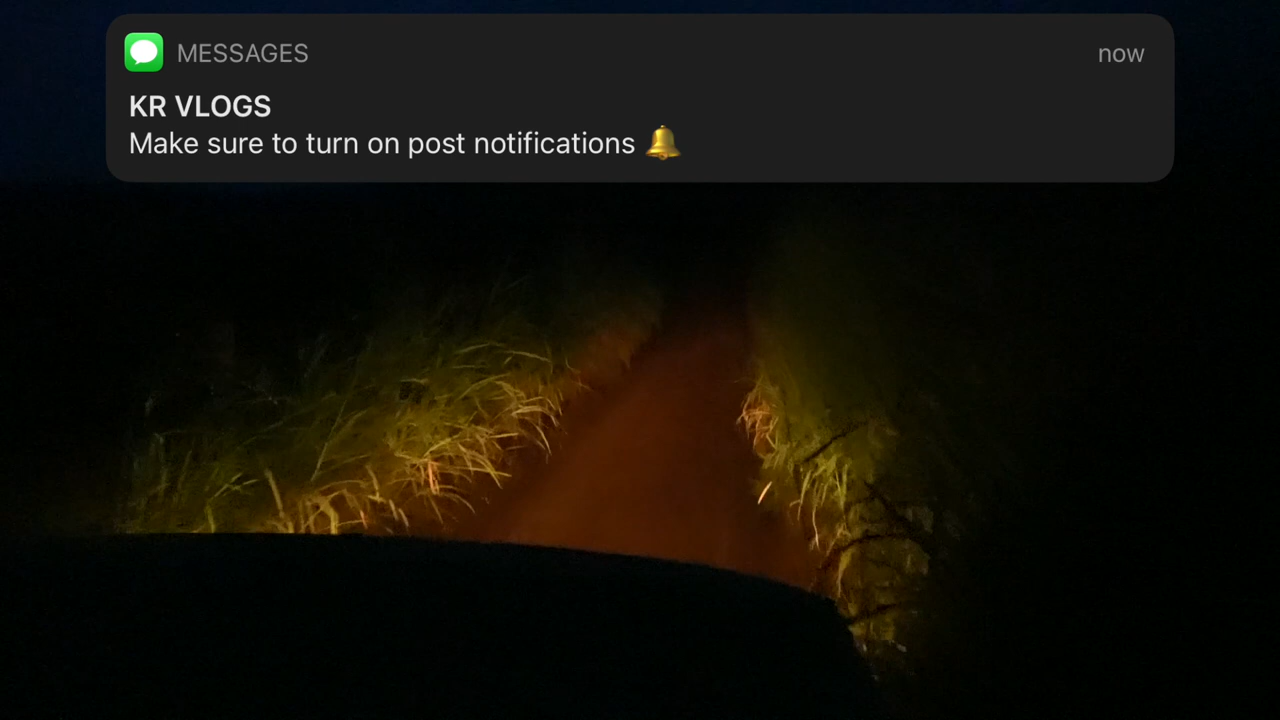 MESSAGES now
KR VLOGS
Make sure to turn on post notifications 🔔